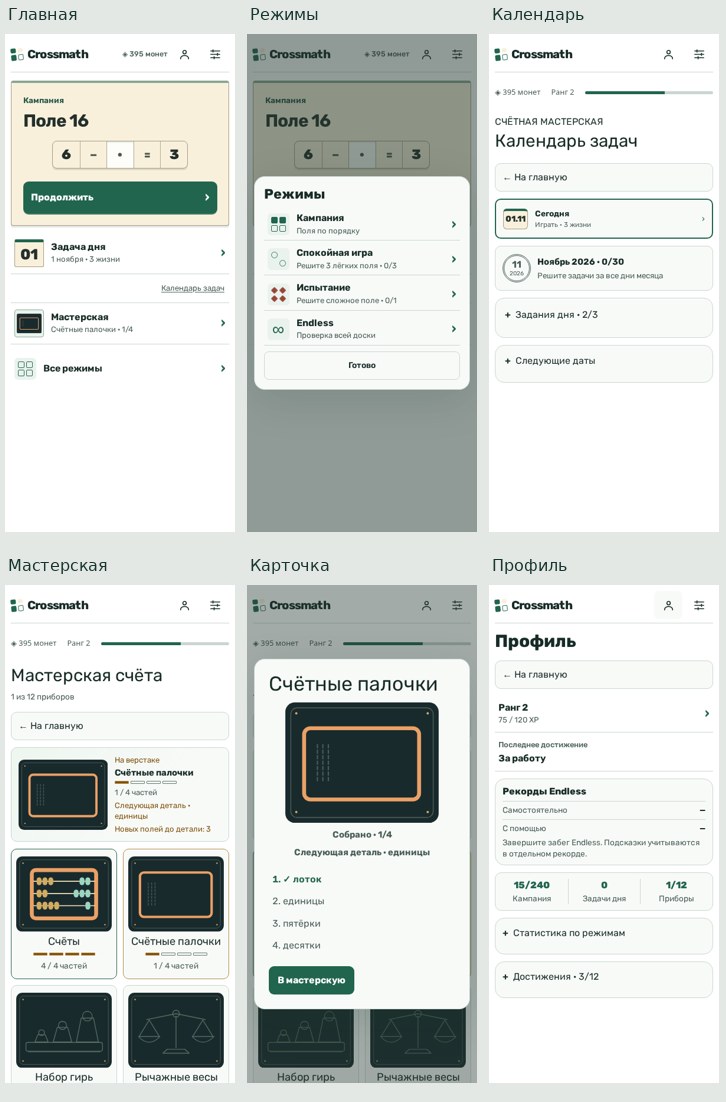 Главная
Crossmath
◈ 395 монет
Кампания
Поле 16
6 − • = 3
Продолжить
01
Задача дня
1 ноября • 3 жизни
Календарь задач
Мастерская
Счётные палочки • 1/4
Все режимы
Режимы
Crossmath
◈ 395 монет
Кампания
Поле 16
6 − • = 3
Режимы
Кампания
Поля по порядку
Спокойная игра
Решите 3 лёгких поля • 0/3
Испытание
Решите сложное поле • 0/1
∞
Endless
Проверка всей доски
Готово
Календарь
Crossmath
◈ 395 монет Ранг 2
СЧЁТНАЯ МАСТЕРСКАЯ
Календарь задач
← На главную
01.11
Сегодня
Играть • 3 жизни
11
2026
Ноябрь 2026 • 0/30
Решите задачи за все дни месяца
+ Задания дня • 2/3
+ Следующие даты
Мастерская
Crossmath
◈ 395 монет Ранг 2
Мастерская счёта
1 из 12 приборов
← На главную
На верстаке
Счётные палочки
1 / 4 частей
Следующая деталь •
единицы
Новых полей до детали: 3
Счёты
4 / 4 частей
Счётные палочки
1 / 4 частей
Набор гирь
Рычажные весы
Карточка
Crossmath
◈ 395 монет Ранг 2
Счётные палочки
Собрано • 1/4
Следующая деталь • единицы
1. ✓ лоток
2. единицы
3. пятёрки
4. десятки
В мастерскую
Набор гирь
Рычажные весы
Профиль
Crossmath
Профиль
← На главную
Ранг 2
75 / 120 XP
Последнее достижение
За работу
Рекорды Endless
Самостоятельно –
С помощью –
Завершите забег Endless. Подсказки учитываются
в отдельном рекорде.
15/240 0 1/12
Кампания Задачи дня Приборы
+ Статистика по режимам
+ Достижения • 3/12